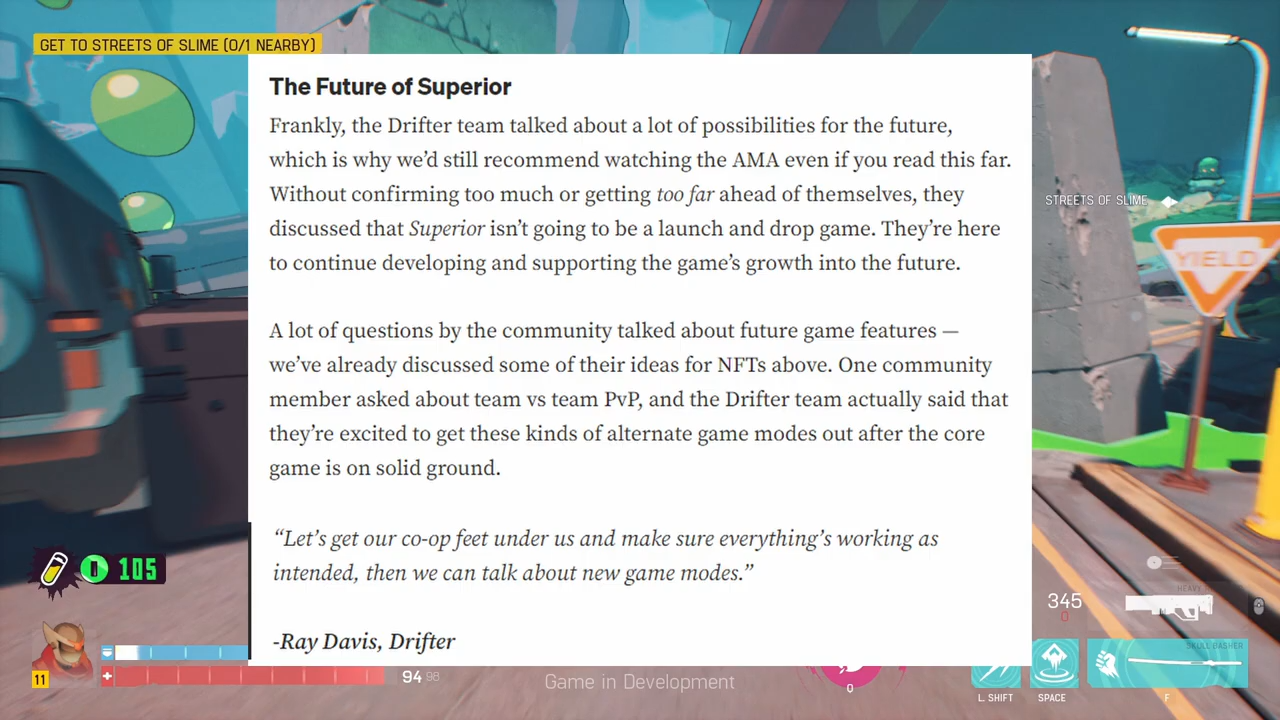 GET TO STREETS OF SLIME (0/1 NEARBY)
The Future of Superior
Frankly, the Drifter team talked about a lot of possibilities for the future,
which is why we’d still recommend watching the AMA even if you read this far.
Without confirming too much or getting too far ahead of themselves, they
discussed that Superior isn’t going to be a launch and drop game. They’re here
to continue developing and supporting the game’s growth into the future.
A lot of questions by the community talked about future game features —
we’ve already discussed some of their ideas for NFTs above. One community
member asked about team vs team PvP, and the Drifter team actually said that
they’re excited to get these kinds of alternate game modes out after the core
game is on solid ground.
“Let’s get our co-op feet under us and make sure everything’s working as
intended, then we can talk about new game modes.”
-Ray Davis, Drifter
STREETS OF SLIME
YIELD
105
11
94 98
Game in Development
0
345
0
HEAVY
SKULL BASHER
L. SHIFT
SPACE
F